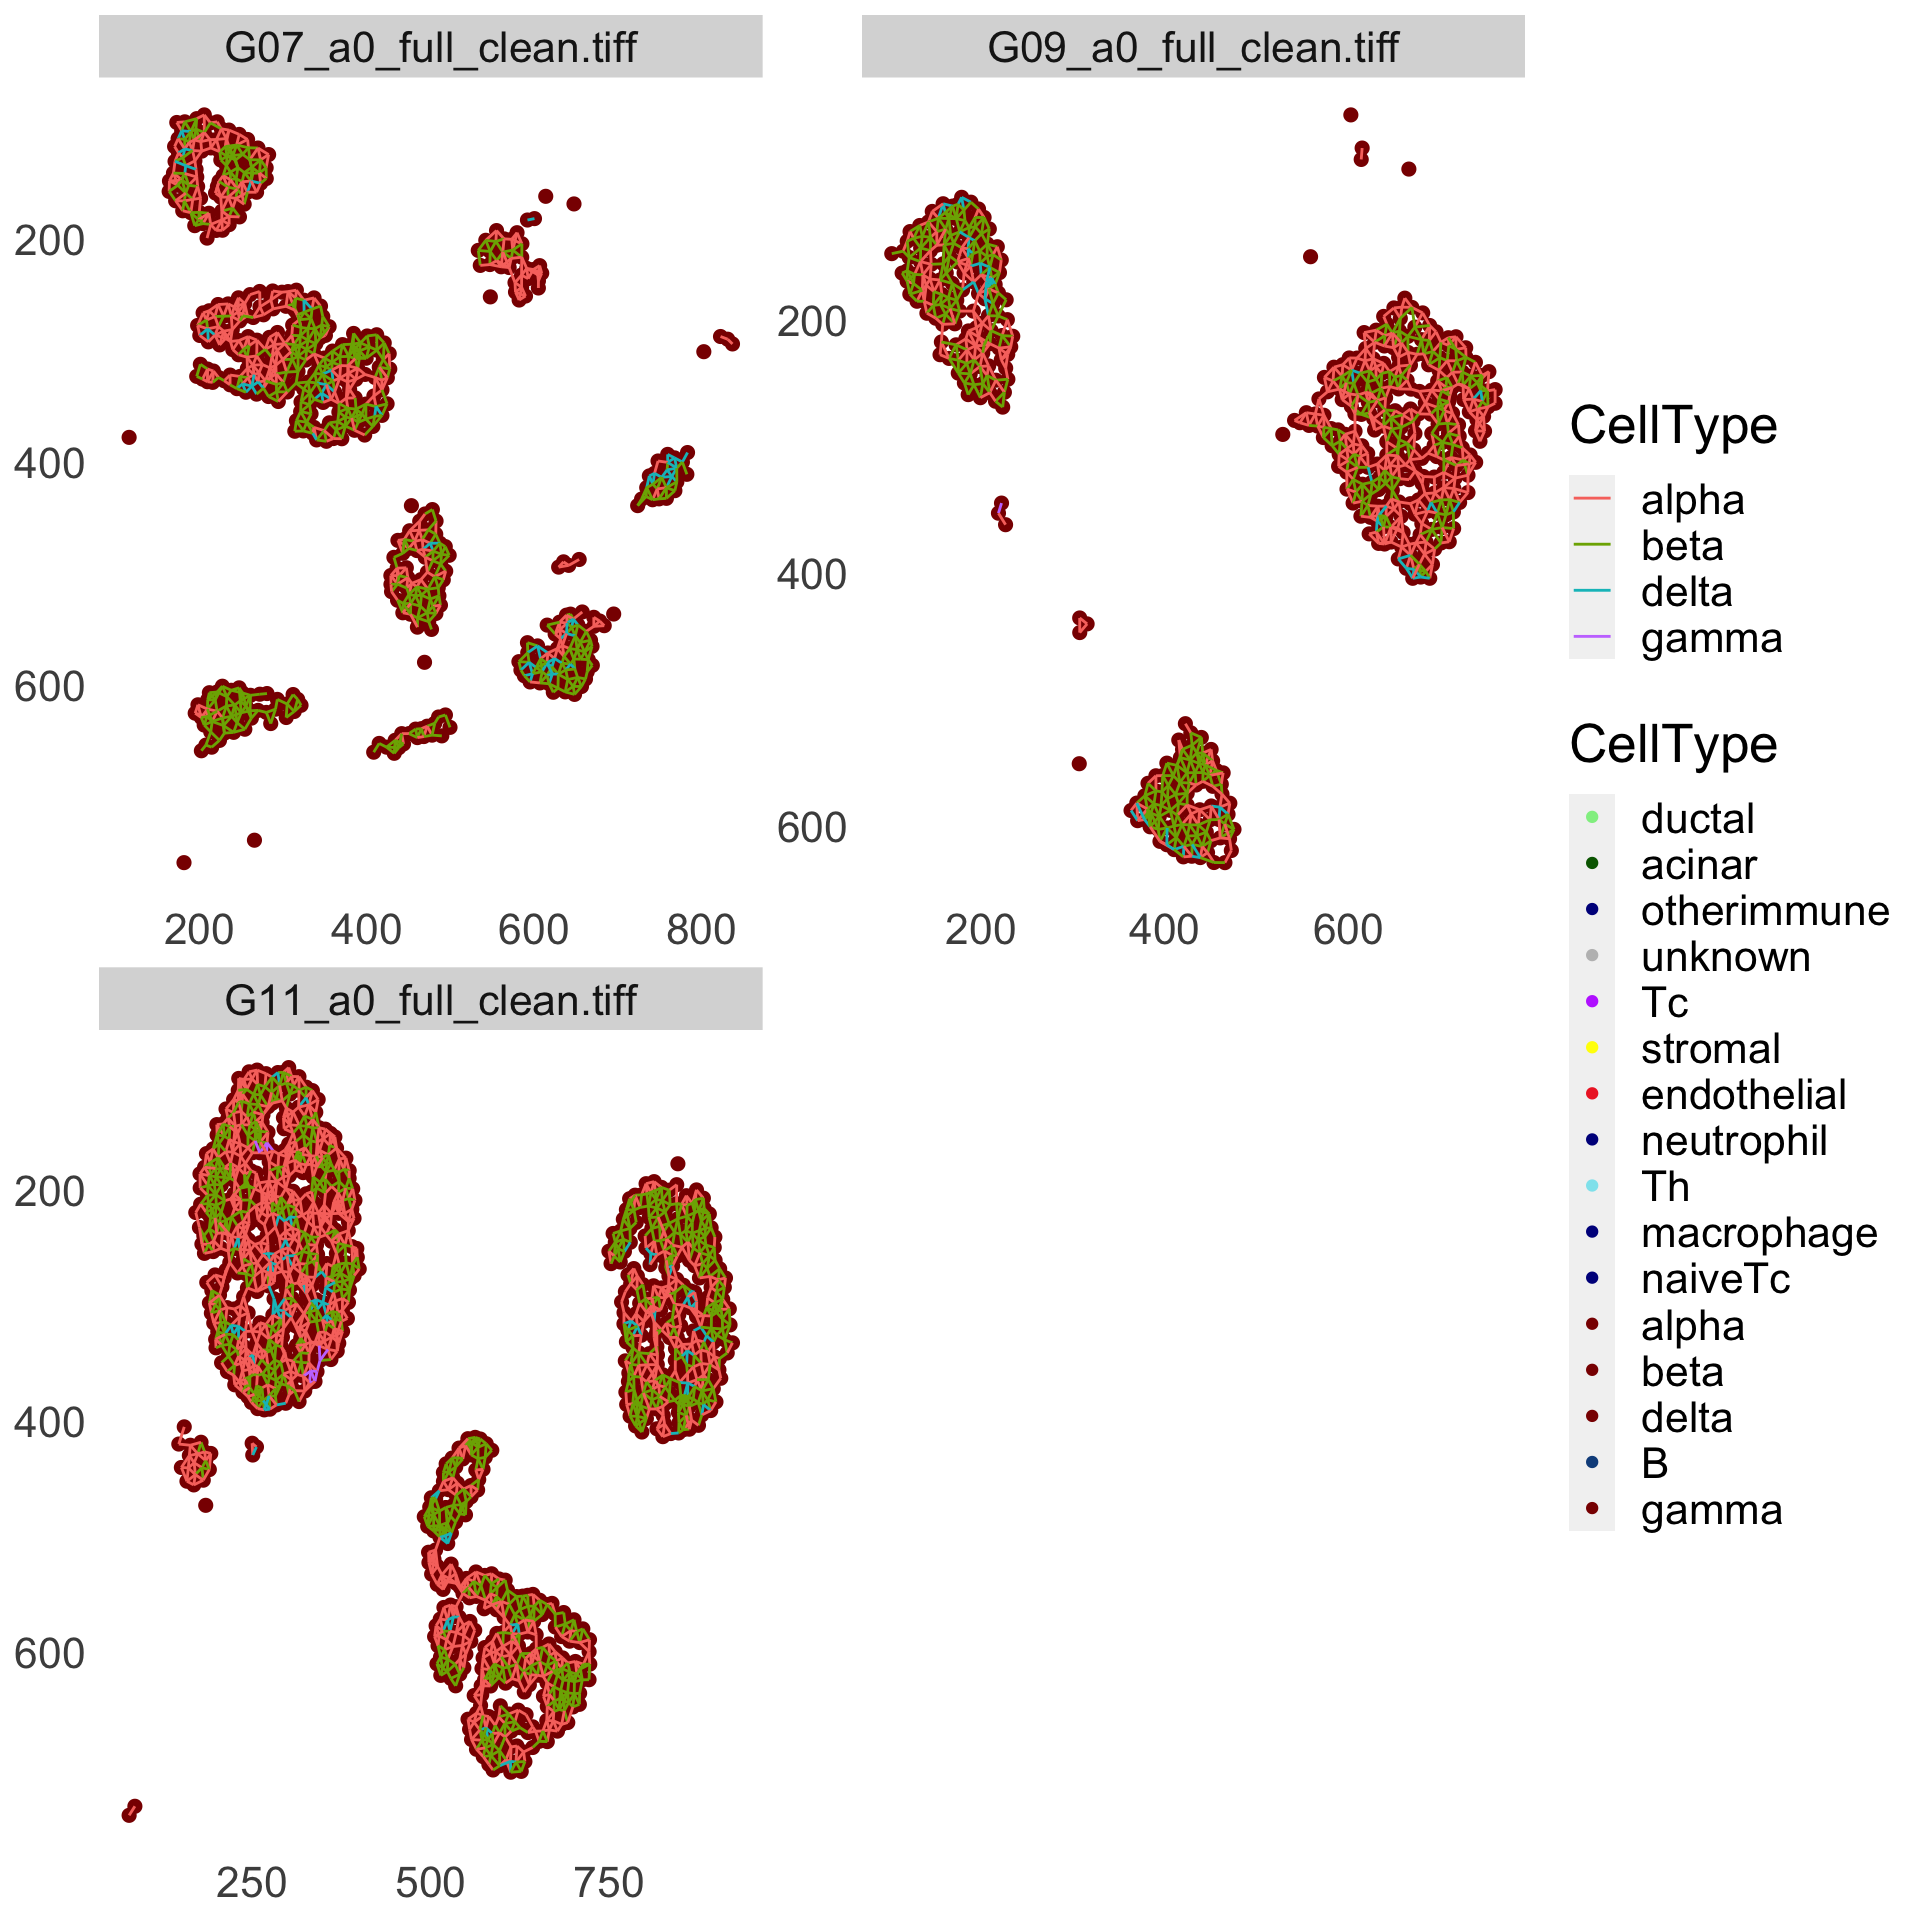 G07_a0_full_clean.tiff
G09_a0_full_clean.tiff
200
400
600
200 400 600 800
200
400
600
200 400 600
G11_a0_full_clean.tiff
200
400
600
250 500 750
CellType
alpha
beta
delta
gamma
CellType
ductal
acinar
otherimmune
unknown
Tc
stromal
endothelial
neutrophil
Th
macrophage
naiveTc
alpha
beta
delta
B
gamma